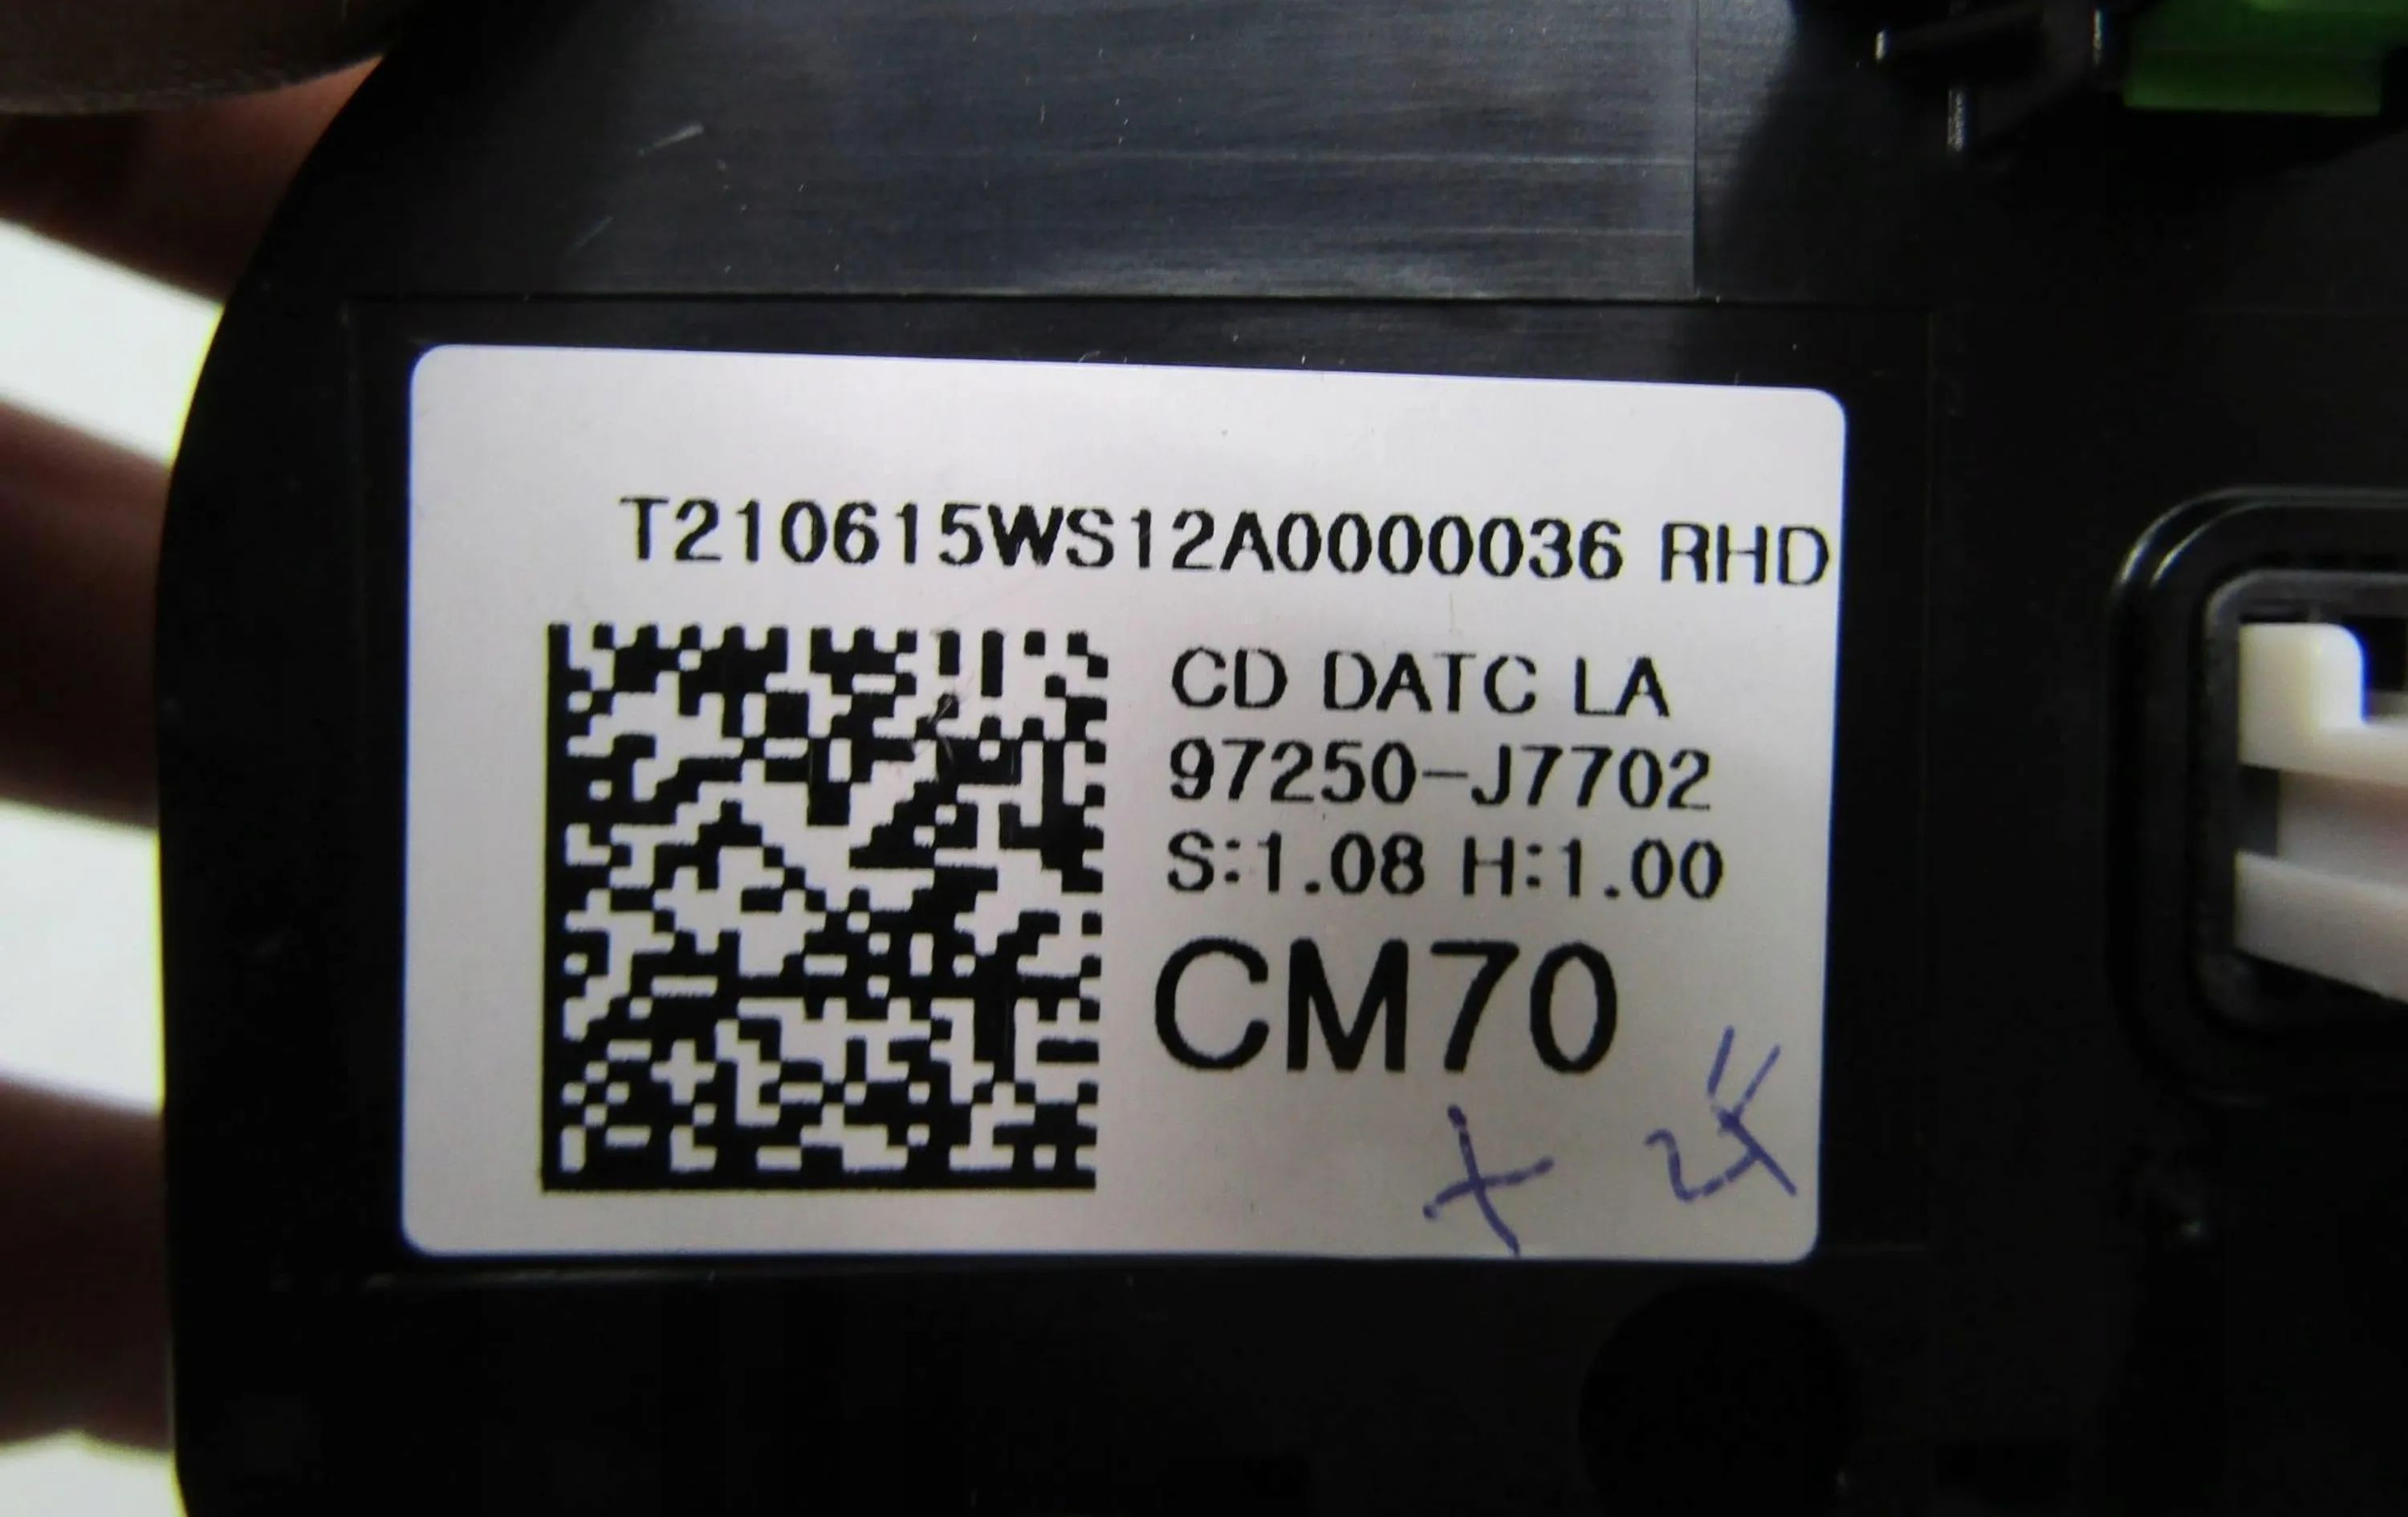 T210615WS12A0000036 RHD
CD DATC LA
97250-J7702
S:1.08 H:1.00
CM70